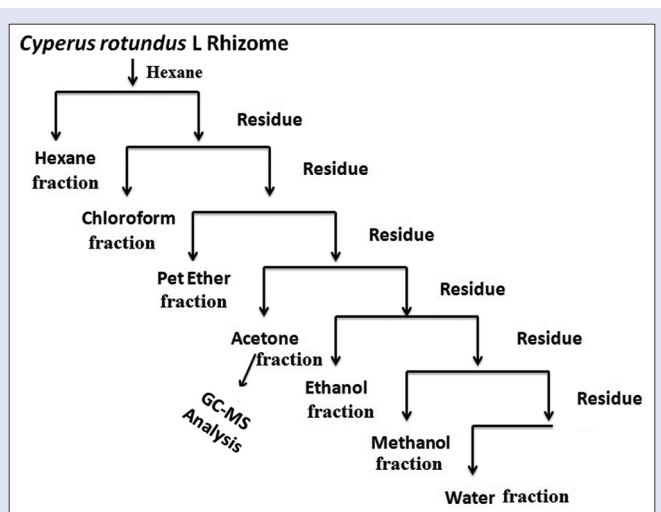 Cyperus rotundus L Rhizome
Hexane
Residue
Hexane
fraction
Residue
Chloroform
fraction
Residue
Pet Ether
fraction
Residue
Acetone
fraction
Residue
GC-MS
Analysis
Ethanol
fraction
Residue
Methanol
fraction
Water fraction